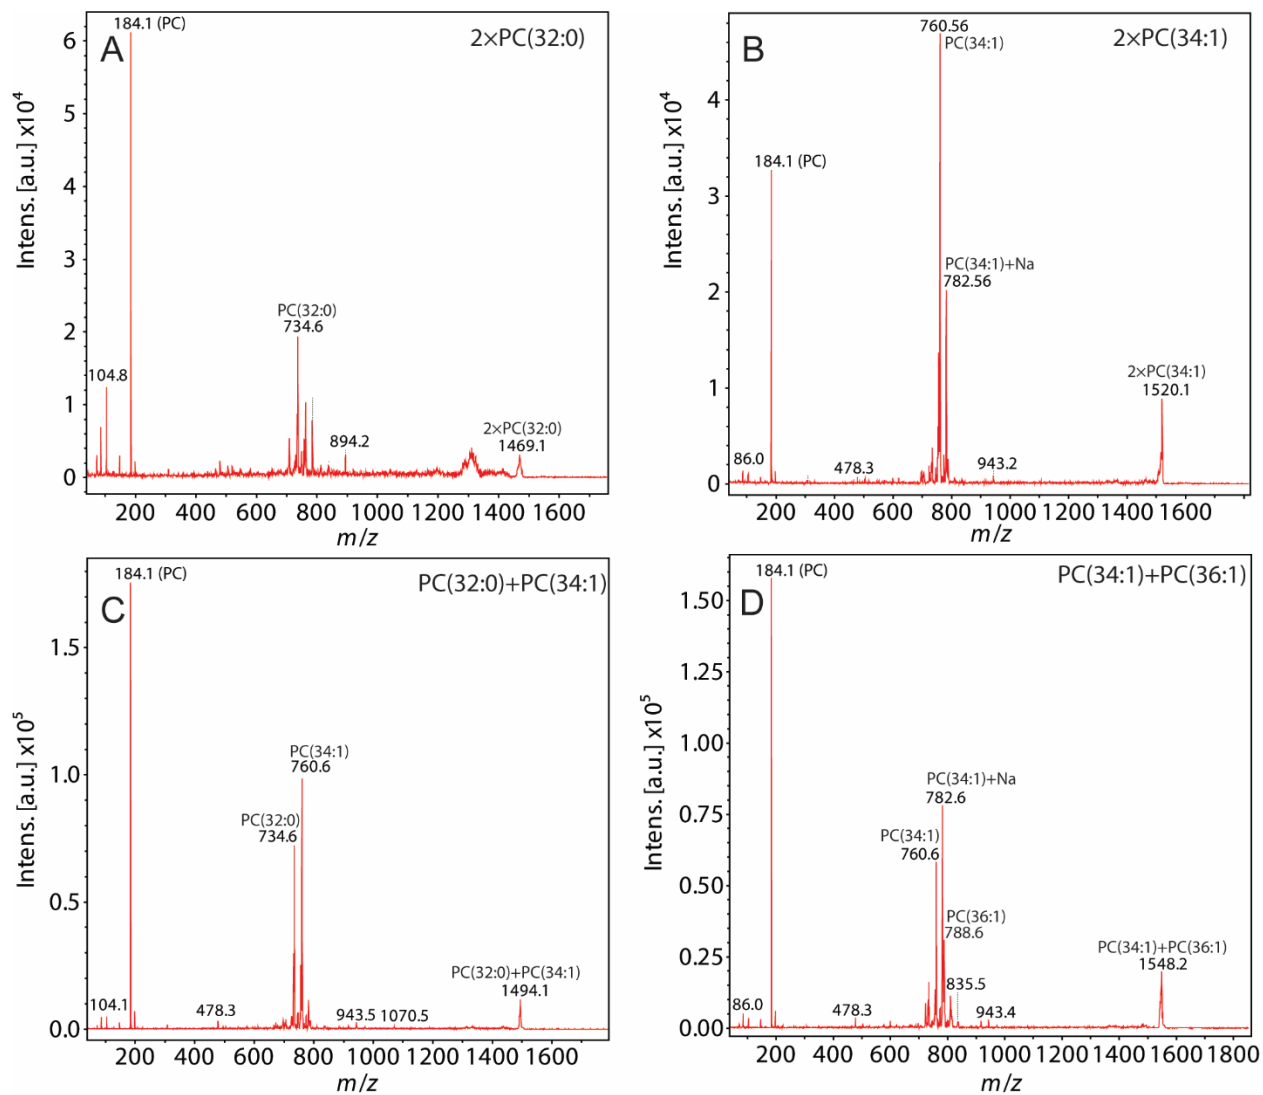 A
2×PC(32:0)
184.1 (PC)
PC(32:0)
734.6
104.8
894.2
2×PC(32:0)
1469.1
Intens. [a.u.] x10⁴
6
5
4
3
2
1
0
200 400 600 800 1000 1200 1400 1600
m/z
B
2×PC(34:1)
760.56
PC(34:1)
184.1 (PC)
PC(34:1)+Na
782.56
2×PC(34:1)
1520.1
86.0
478.3
943.2
Intens. [a.u.] x10⁴
4
3
2
1
0
200 400 600 800 1000 1200 1400 1600
m/z
C
PC(32:0)+PC(34:1)
184.1 (PC)
PC(34:1)
760.6
PC(32:0)
734.6
PC(32:0)+PC(34:1)
1494.1
104.1
478.3
943.5
1070.5
Intens. [a.u.] x10⁵
1.5
1.0
0.5
0.0
200 400 600 800 1000 1200 1400 1600
m/z
D
PC(34:1)+PC(36:1)
184.1 (PC)
PC(34:1)+Na
782.6
PC(34:1)
760.6
PC(36:1)
788.6
835.5
PC(34:1)+PC(36:1)
1548.2
86.0
478.3
943.4
Intens. [a.u.] x10⁵
1.50
1.25
1.00
0.75
0.50
0.25
0.00
200 400 600 800 1000 1200 1400 1600 1800
m/z